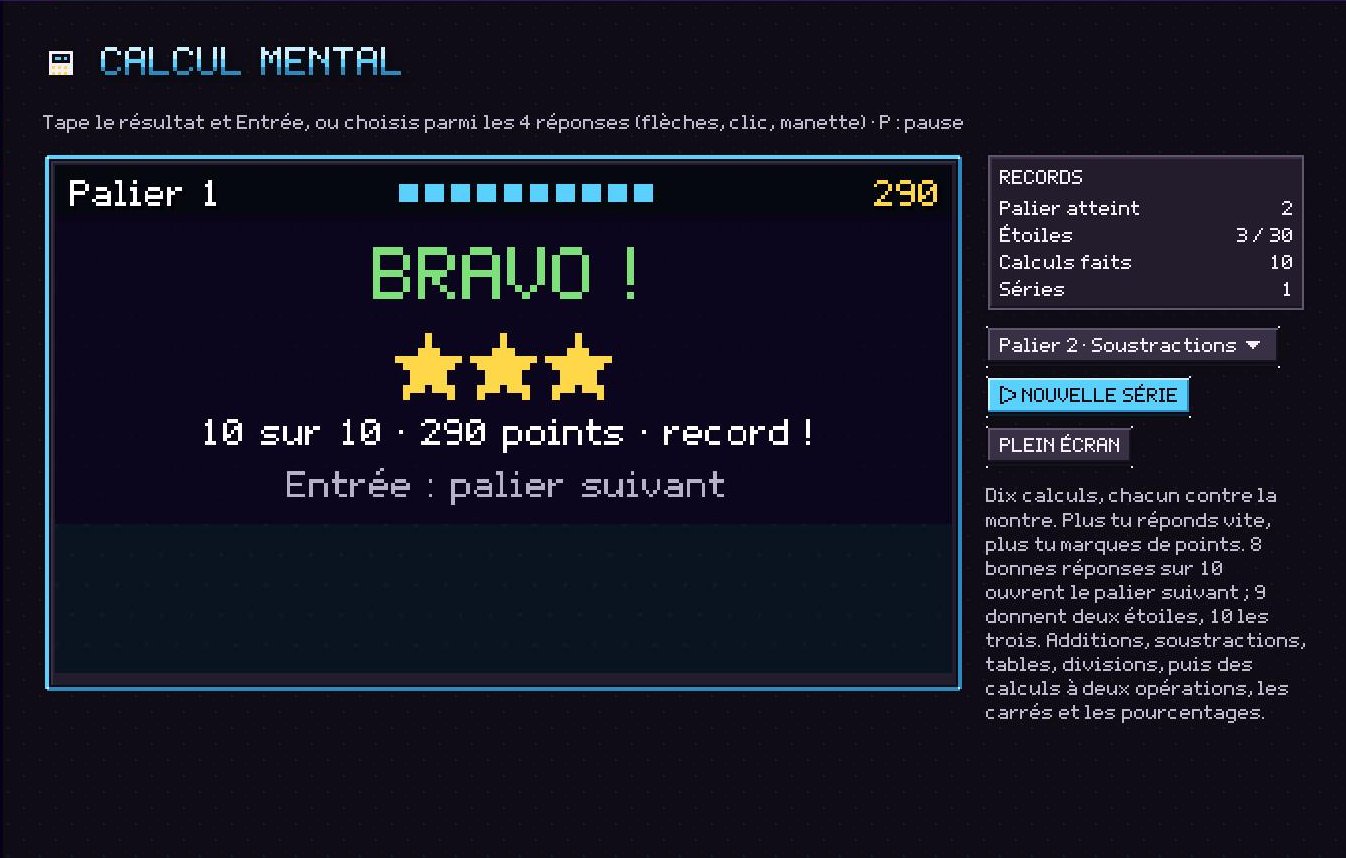 CALCUL MENTAL
Tape le résultat et Entrée, ou choisis parmi les 4 réponses (flèches, clic, manette) · P : pause
Palier 1
290
BRAVO !
10 sur 10 · 290 points · record !
Entrée : palier suivant
RECORDS
Palier atteint 2
Étoiles 3 / 30
Calculs faits 10
Séries 1
Palier 2 · Soustractions
NOUVELLE SÉRIE
PLEIN ÉCRAN
Dix calculs, chacun contre la
montre. Plus tu réponds vite,
plus tu marques de points. 8
bonnes réponses sur 10
ouvrent le palier suivant ; 9
donnent deux étoiles, 10 les
trois. Additions, soustractions,
tables, divisions, puis des
calculs à deux opérations, les
carrés et les pourcentages.